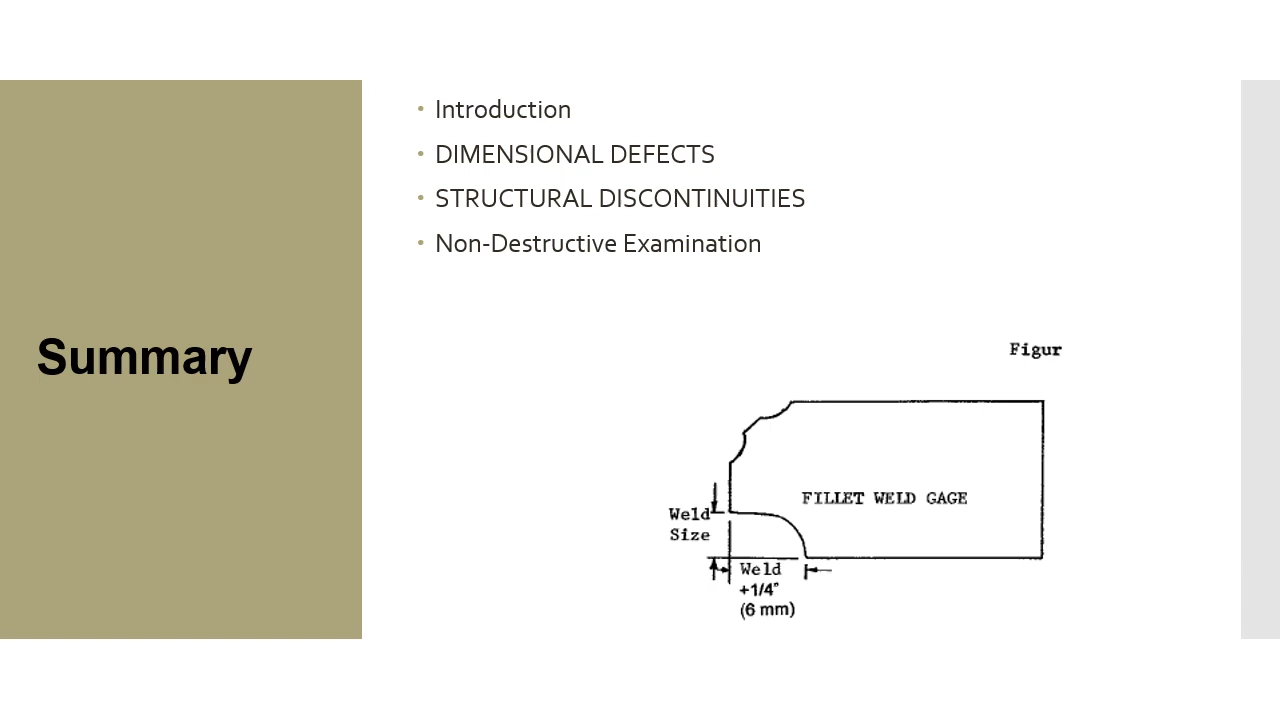 Summary
• Introduction
• DIMENSIONAL DEFECTS
• STRUCTURAL DISCONTINUITIES
• Non-Destructive Examination
Figur
FILLET WELD GAGE
Weld
Size
Weld
+1/4”
(6 mm)